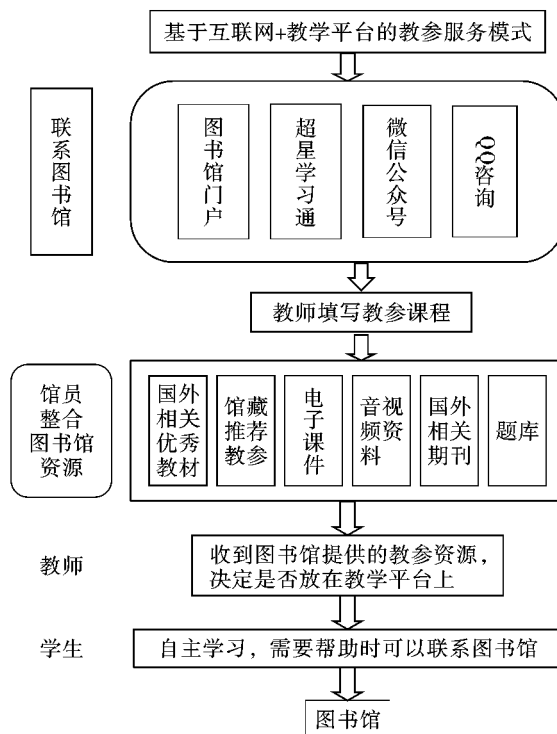 基于互联网+教学平台的教参服务模式
联系图书馆
图书馆门户
超星学习通
微信公众号
QQ咨询
教师填写教参课程
馆员
整合
图书馆
资源
国外
相关
优秀
教材
馆藏
推荐
教参
电子课件
音视
频资
料
国外
相关
期刊
题库
教师
收到图书馆提供的教参资源,
决定是否放在教学平台上
学生
自主学习，需要帮助时可以联系图书馆
图书馆